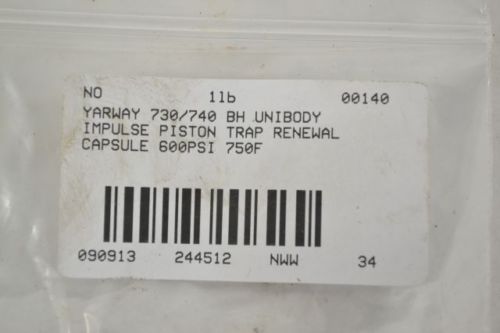 NO 1lb 00140
YARWAY 730/740 BH UNIBODY
IMPULSE PISTON TRAP RENEWAL
CAPSULE 600PSI 750F
090913 244512 NWW 34